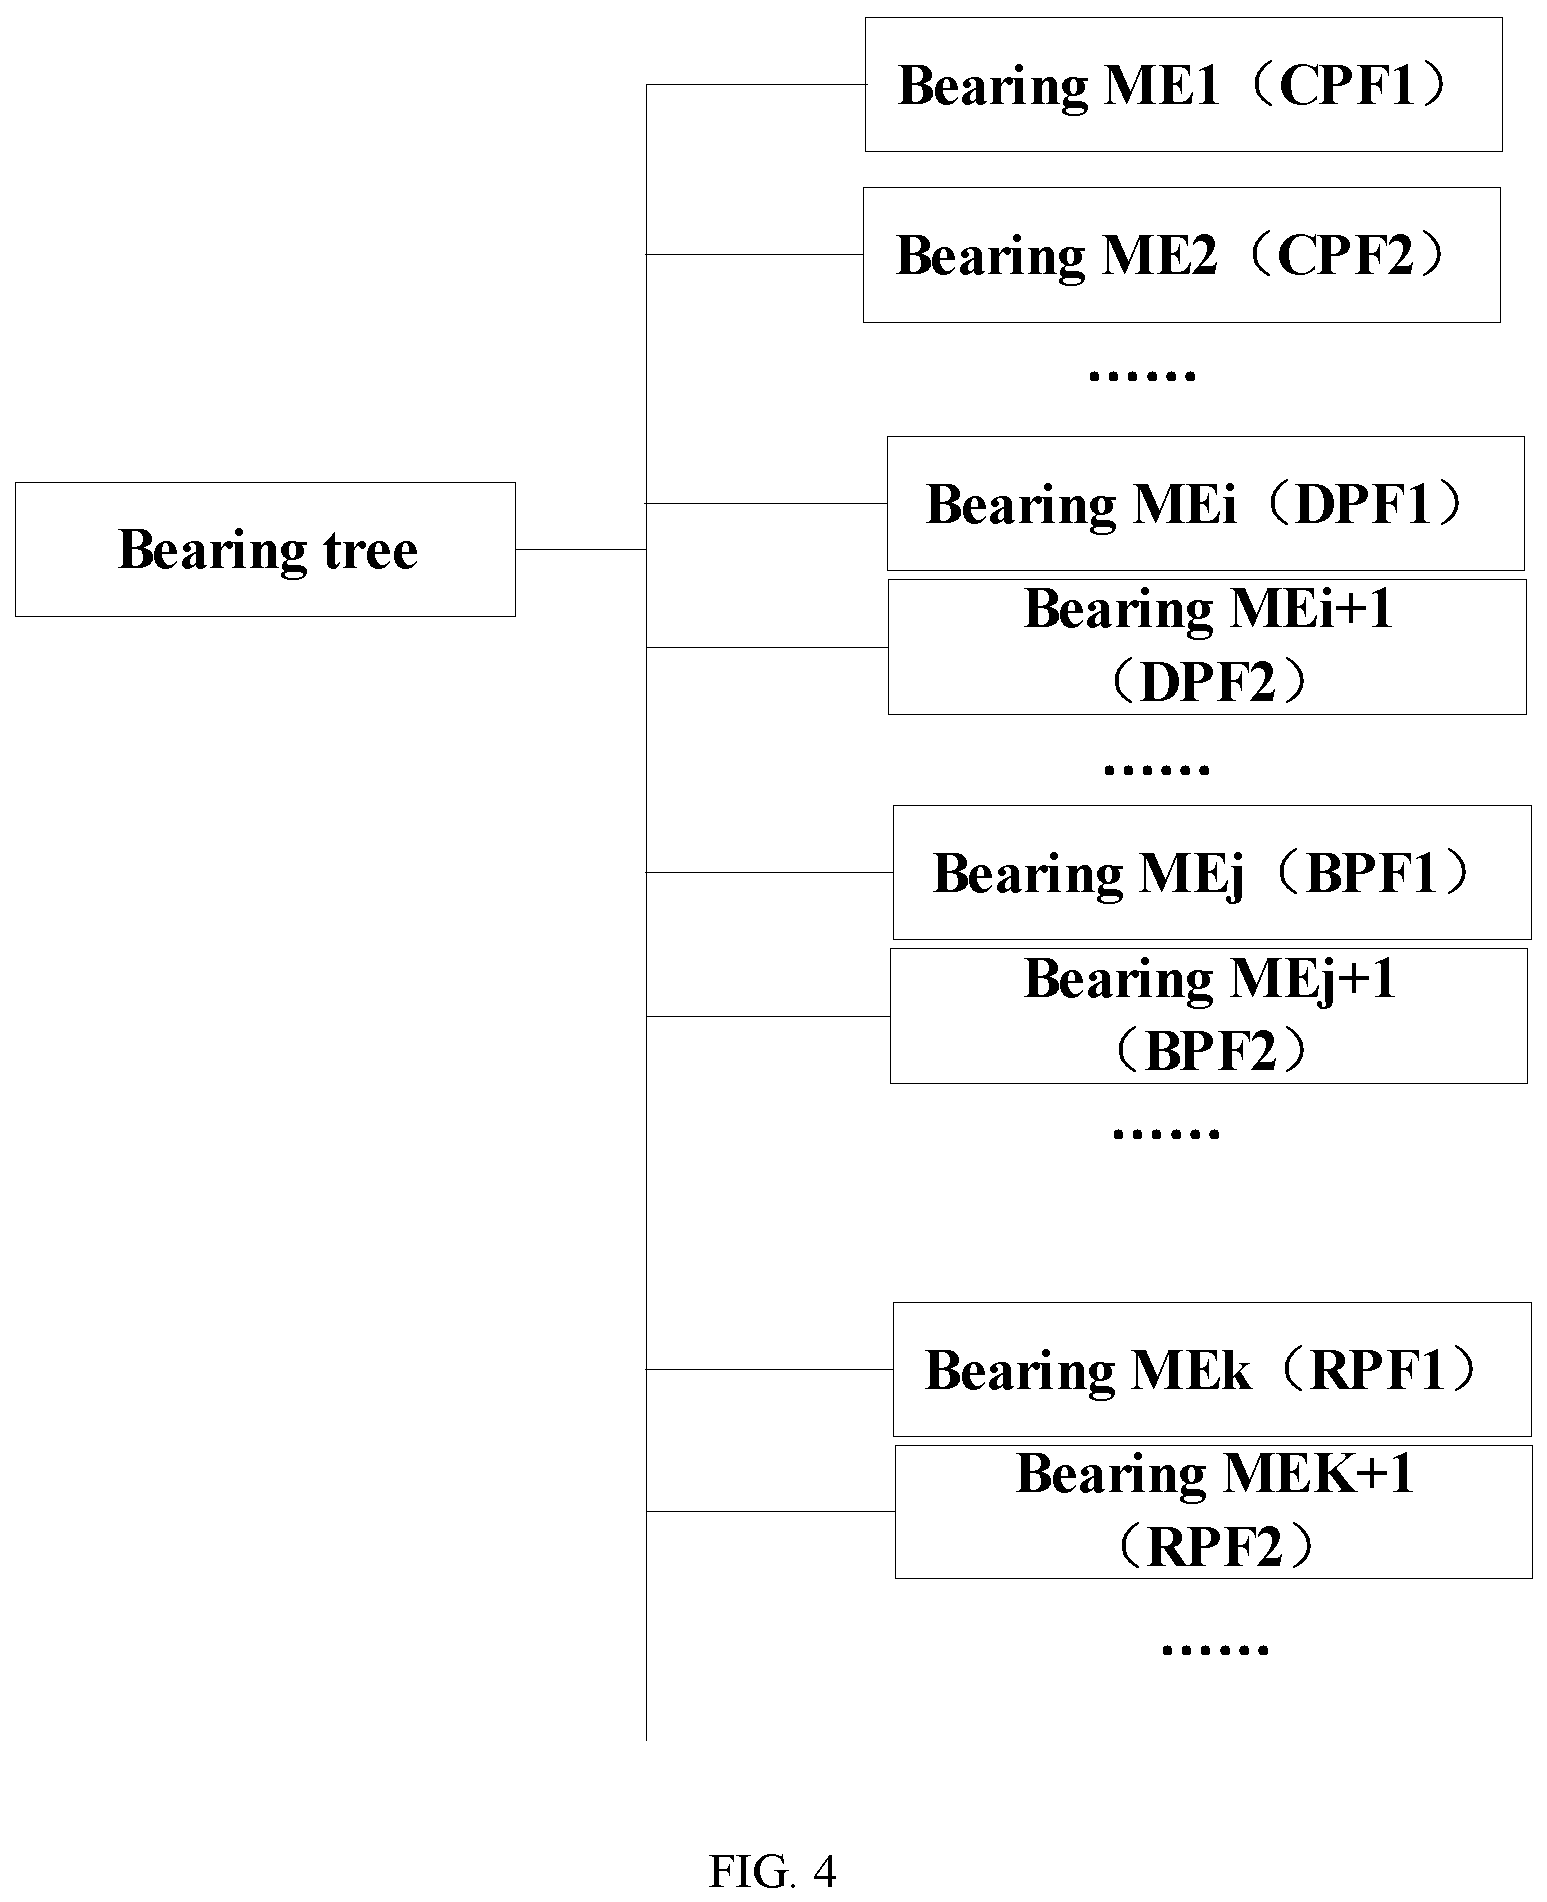 Bearing ME1（CPF1）
Bearing ME2（CPF2）
......
Bearing MEi（DPF1）
Bearing tree
Bearing MEi+1
（DPF2）
......
Bearing MEj（BPF1）
Bearing MEj+1
（BPF2）
......
Bearing MEk（RPF1）
Bearing MEK+1
（RPF2）
......
FIG. 4